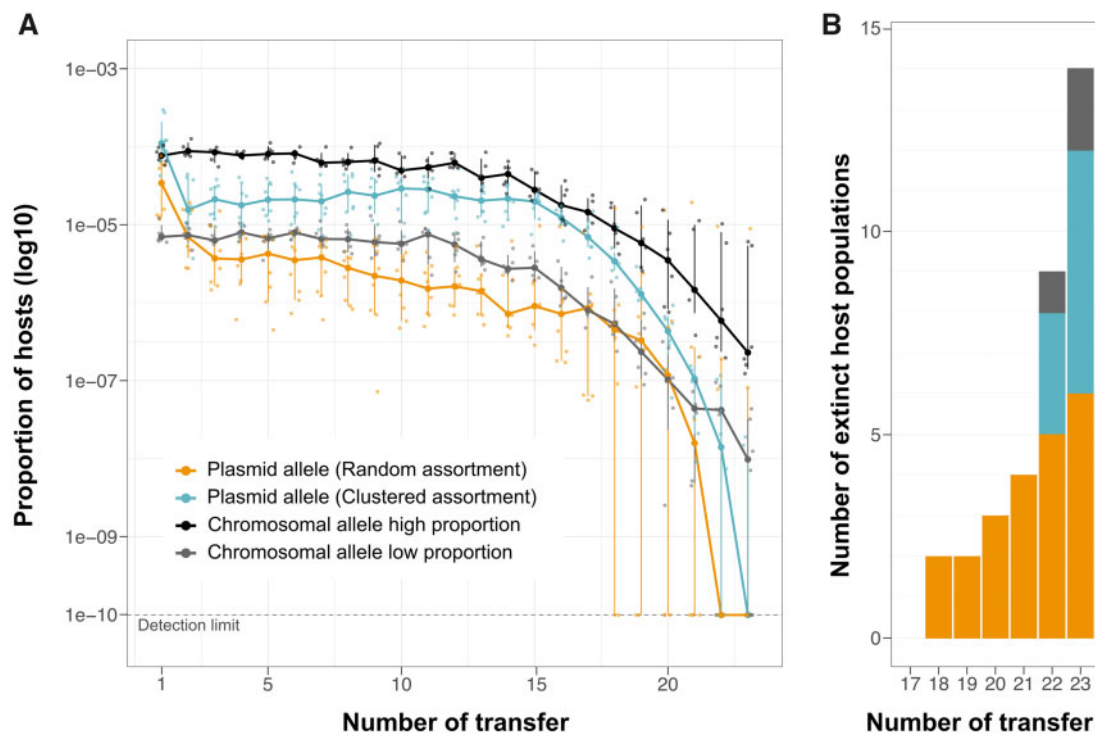 A
Proportion of hosts (log10)
1e-03
1e-05
1e-07
1e-09
1e-10
Detection limit
Plasmid allele (Random assortment)
Plasmid allele (Clustered assortment)
Chromosomal allele high proportion
Chromosomal allele low proportion
1 5 10 15 20
Number of transfer
B
Number of extinct host populations
15
10
5
0
17 18 19 20 21 22 23
Number of transfer